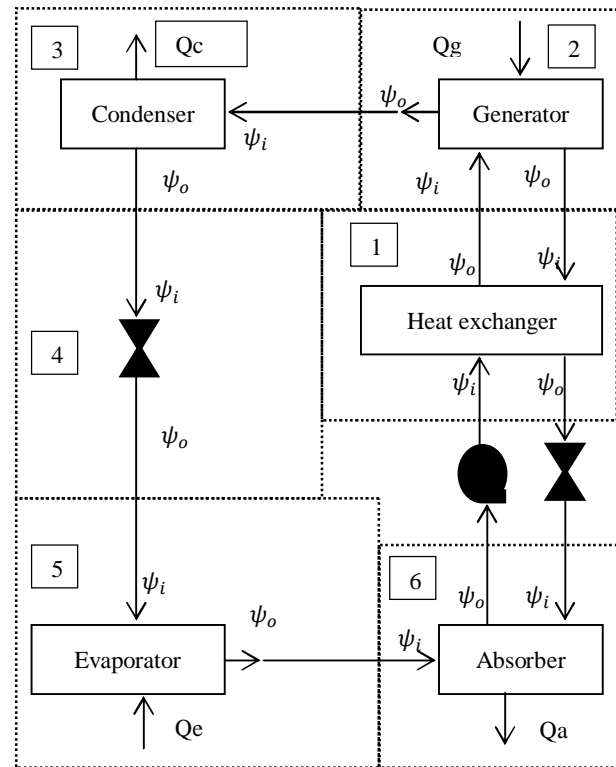 3
Qc
Qg
2
Condenser
ψₒ
Generator
ψᵢ
ψₒ
ψᵢ
ψₒ
1
ψₒ
ψᵢ
ψᵢ
Heat exchanger
4
ψᵢ
ψₒ
ψₒ
5
6
ψᵢ
ψₒ
ψᵢ
ψₒ
ψᵢ
Evaporator
Absorber
Qe
Qa